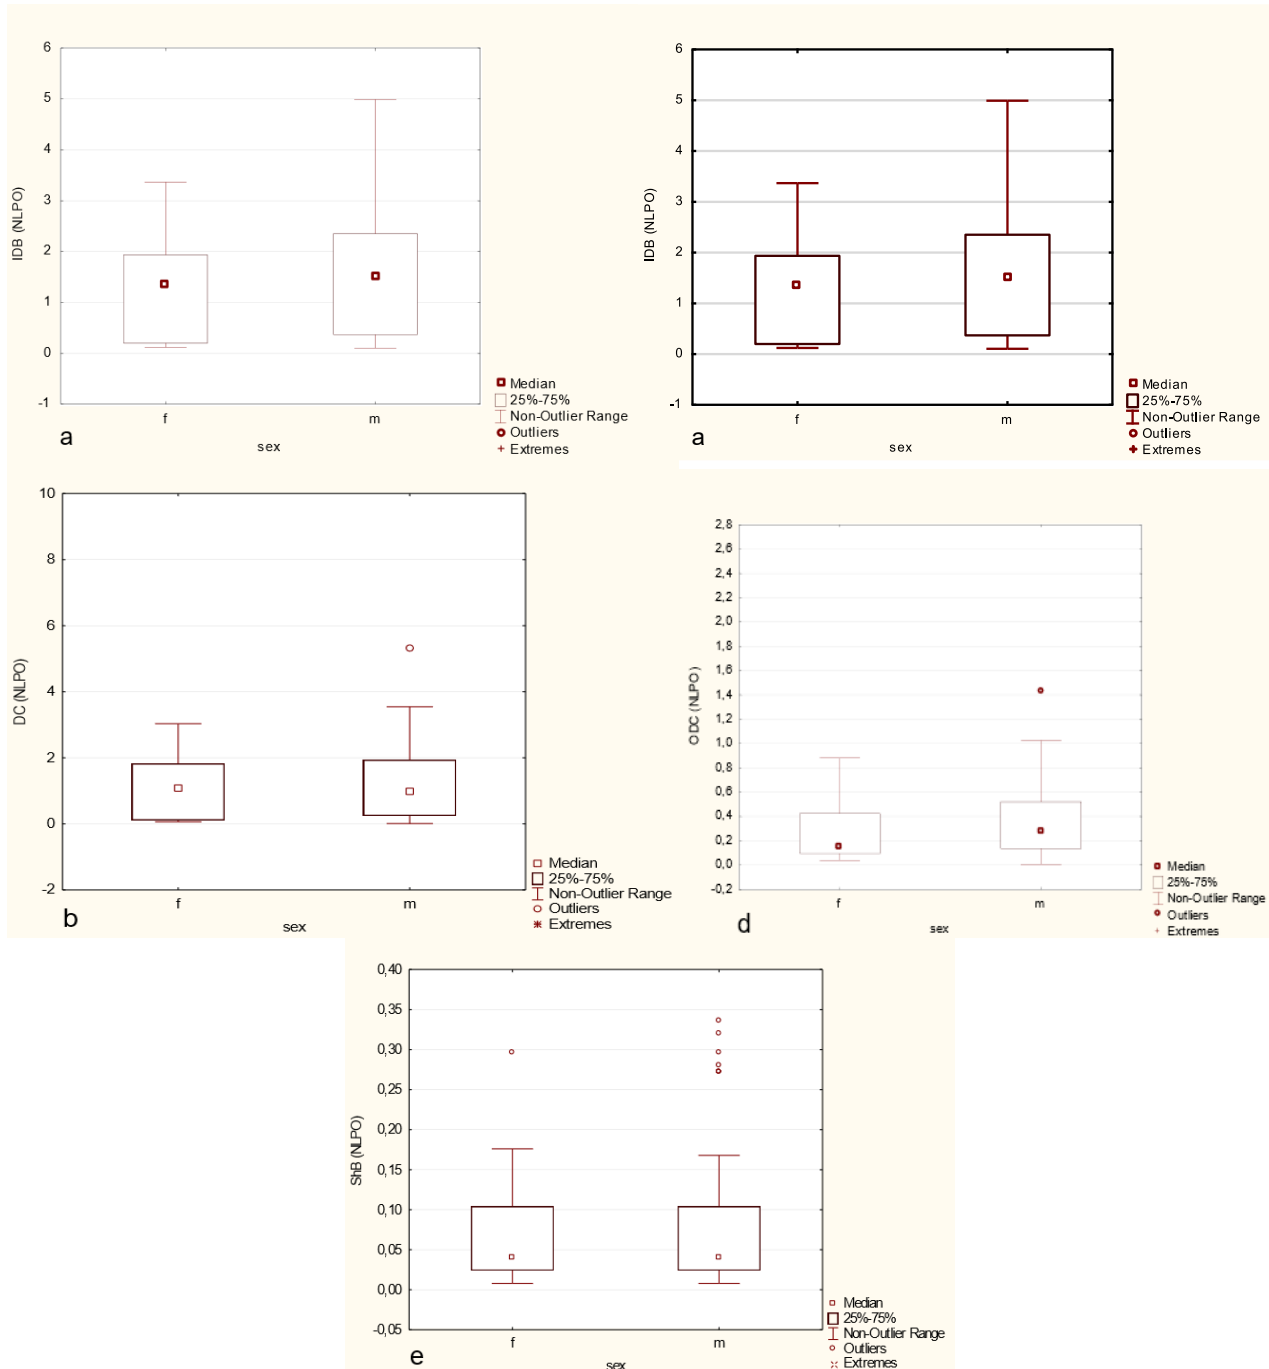 6
5
4
3
2
1
0
-1
IDB (NLPO)
f
m
sex
a
Median
25%-75%
Non-Outlier Range
Outliers
Extremes
6
5
4
3
2
1
0
-1
IDB (NLPO)
f
m
sex
a
Median
25%-75%
Non-Outlier Range
Outliers
Extremes
10
8
6
4
2
0
-2
DC (NLPO)
f
m
sex
b
Median
25%-75%
Non-Outlier Range
Outliers
Extremes
2,8
2,6
2,4
2,2
2,0
1,8
1,6
1,4
1,2
1,0
0,8
0,6
0,4
0,2
0,0
-0,2
ODC (NLPO)
f
m
sex
d
Median
25%-75%
Non-Outlier Range
Outliers
Extremes
0,40
0,35
0,30
0,25
0,20
0,15
0,10
0,05
0,00
-0,05
ShB (NLPO)
f
m
sex
e
Median
25%-75%
Non-Outlier Range
Outliers
Extremes